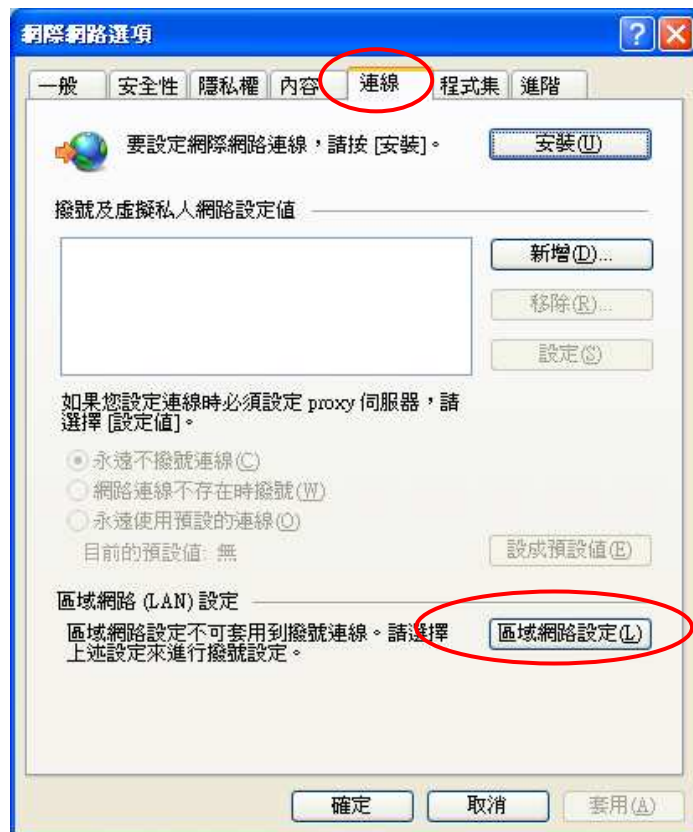 網際網路選項
一般 安全性 隱私權 內容 連線 程式集 進階
要設定網際網路連線，請按 [安裝]。 安裝(U)
撥號及虛擬私人網路設定值
新增(D)...
移除(R)...
設定(S)
如果您設定連線時必須設定 proxy 伺服器，請
選擇 [設定值]。
永遠不撥號連線(C)
網路連線不存在時撥號(W)
永遠使用預設的連線(O)
目前的預設值: 無 設成預設值(E)
區域網路 (LAN) 設定
區域網路設定不可套用到撥號連線。請選擇 區域網路設定(L)
上述設定來進行撥號設定。
確定 取消 套用(A)